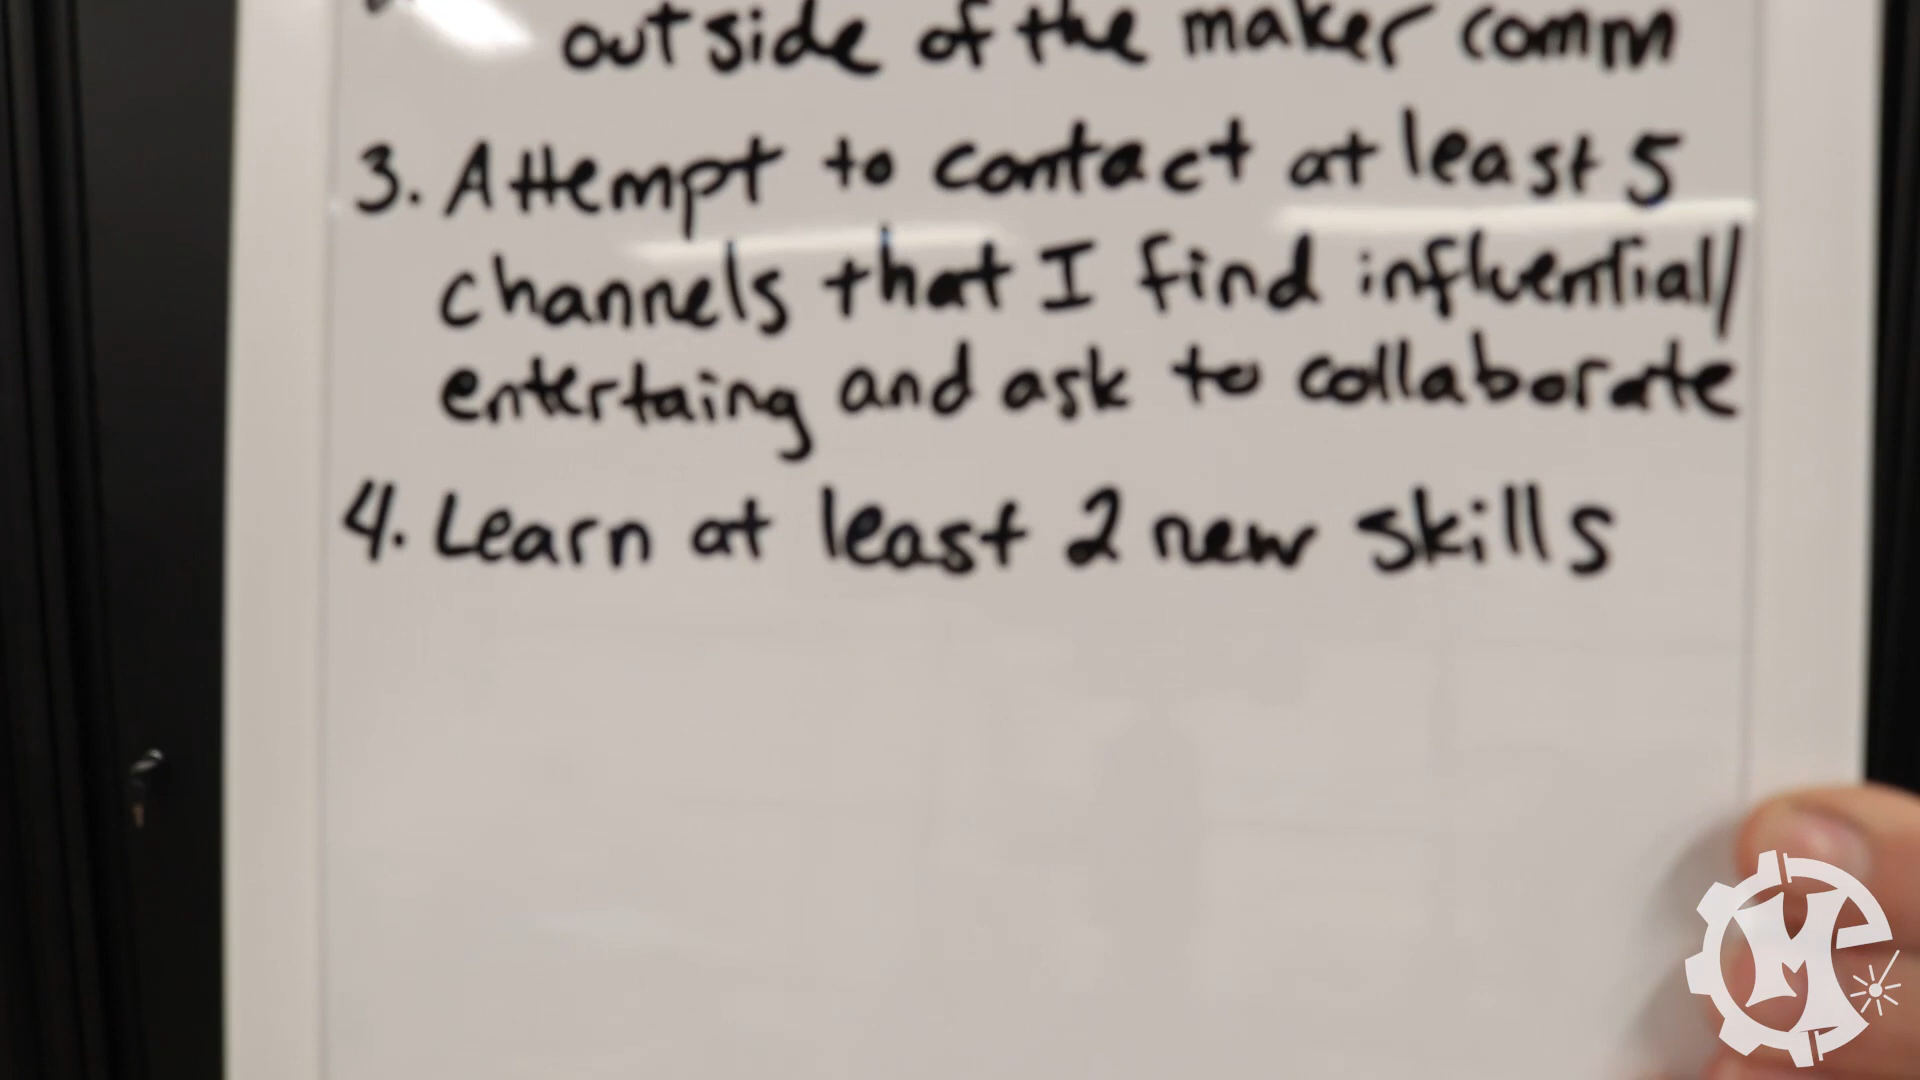 outside of the maker comm
3. Attempt to contact at least 5
channels that I find influential/
entertaing and ask to collaborate
4. Learn at least 2 new skills